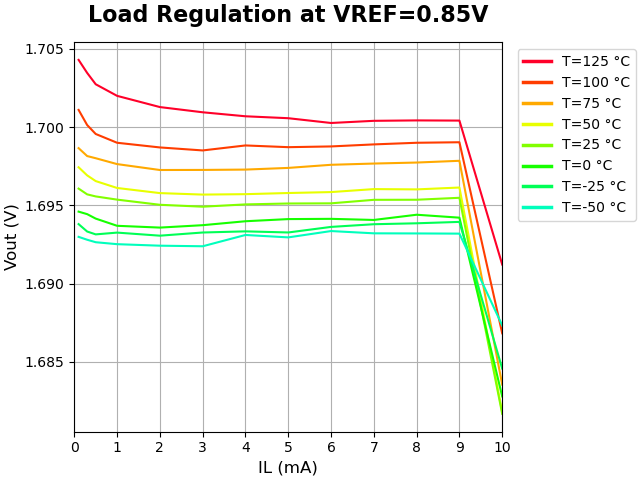 Load Regulation at VREF=0.85V
Vout (V)
1.705
1.700
1.695
1.690
1.685
0 1 2 3 4 5 6 7 8 9 10
IL (mA)
T=125 °C
T=100 °C
T=75 °C
T=50 °C
T=25 °C
T=0 °C
T=-25 °C
T=-50 °C